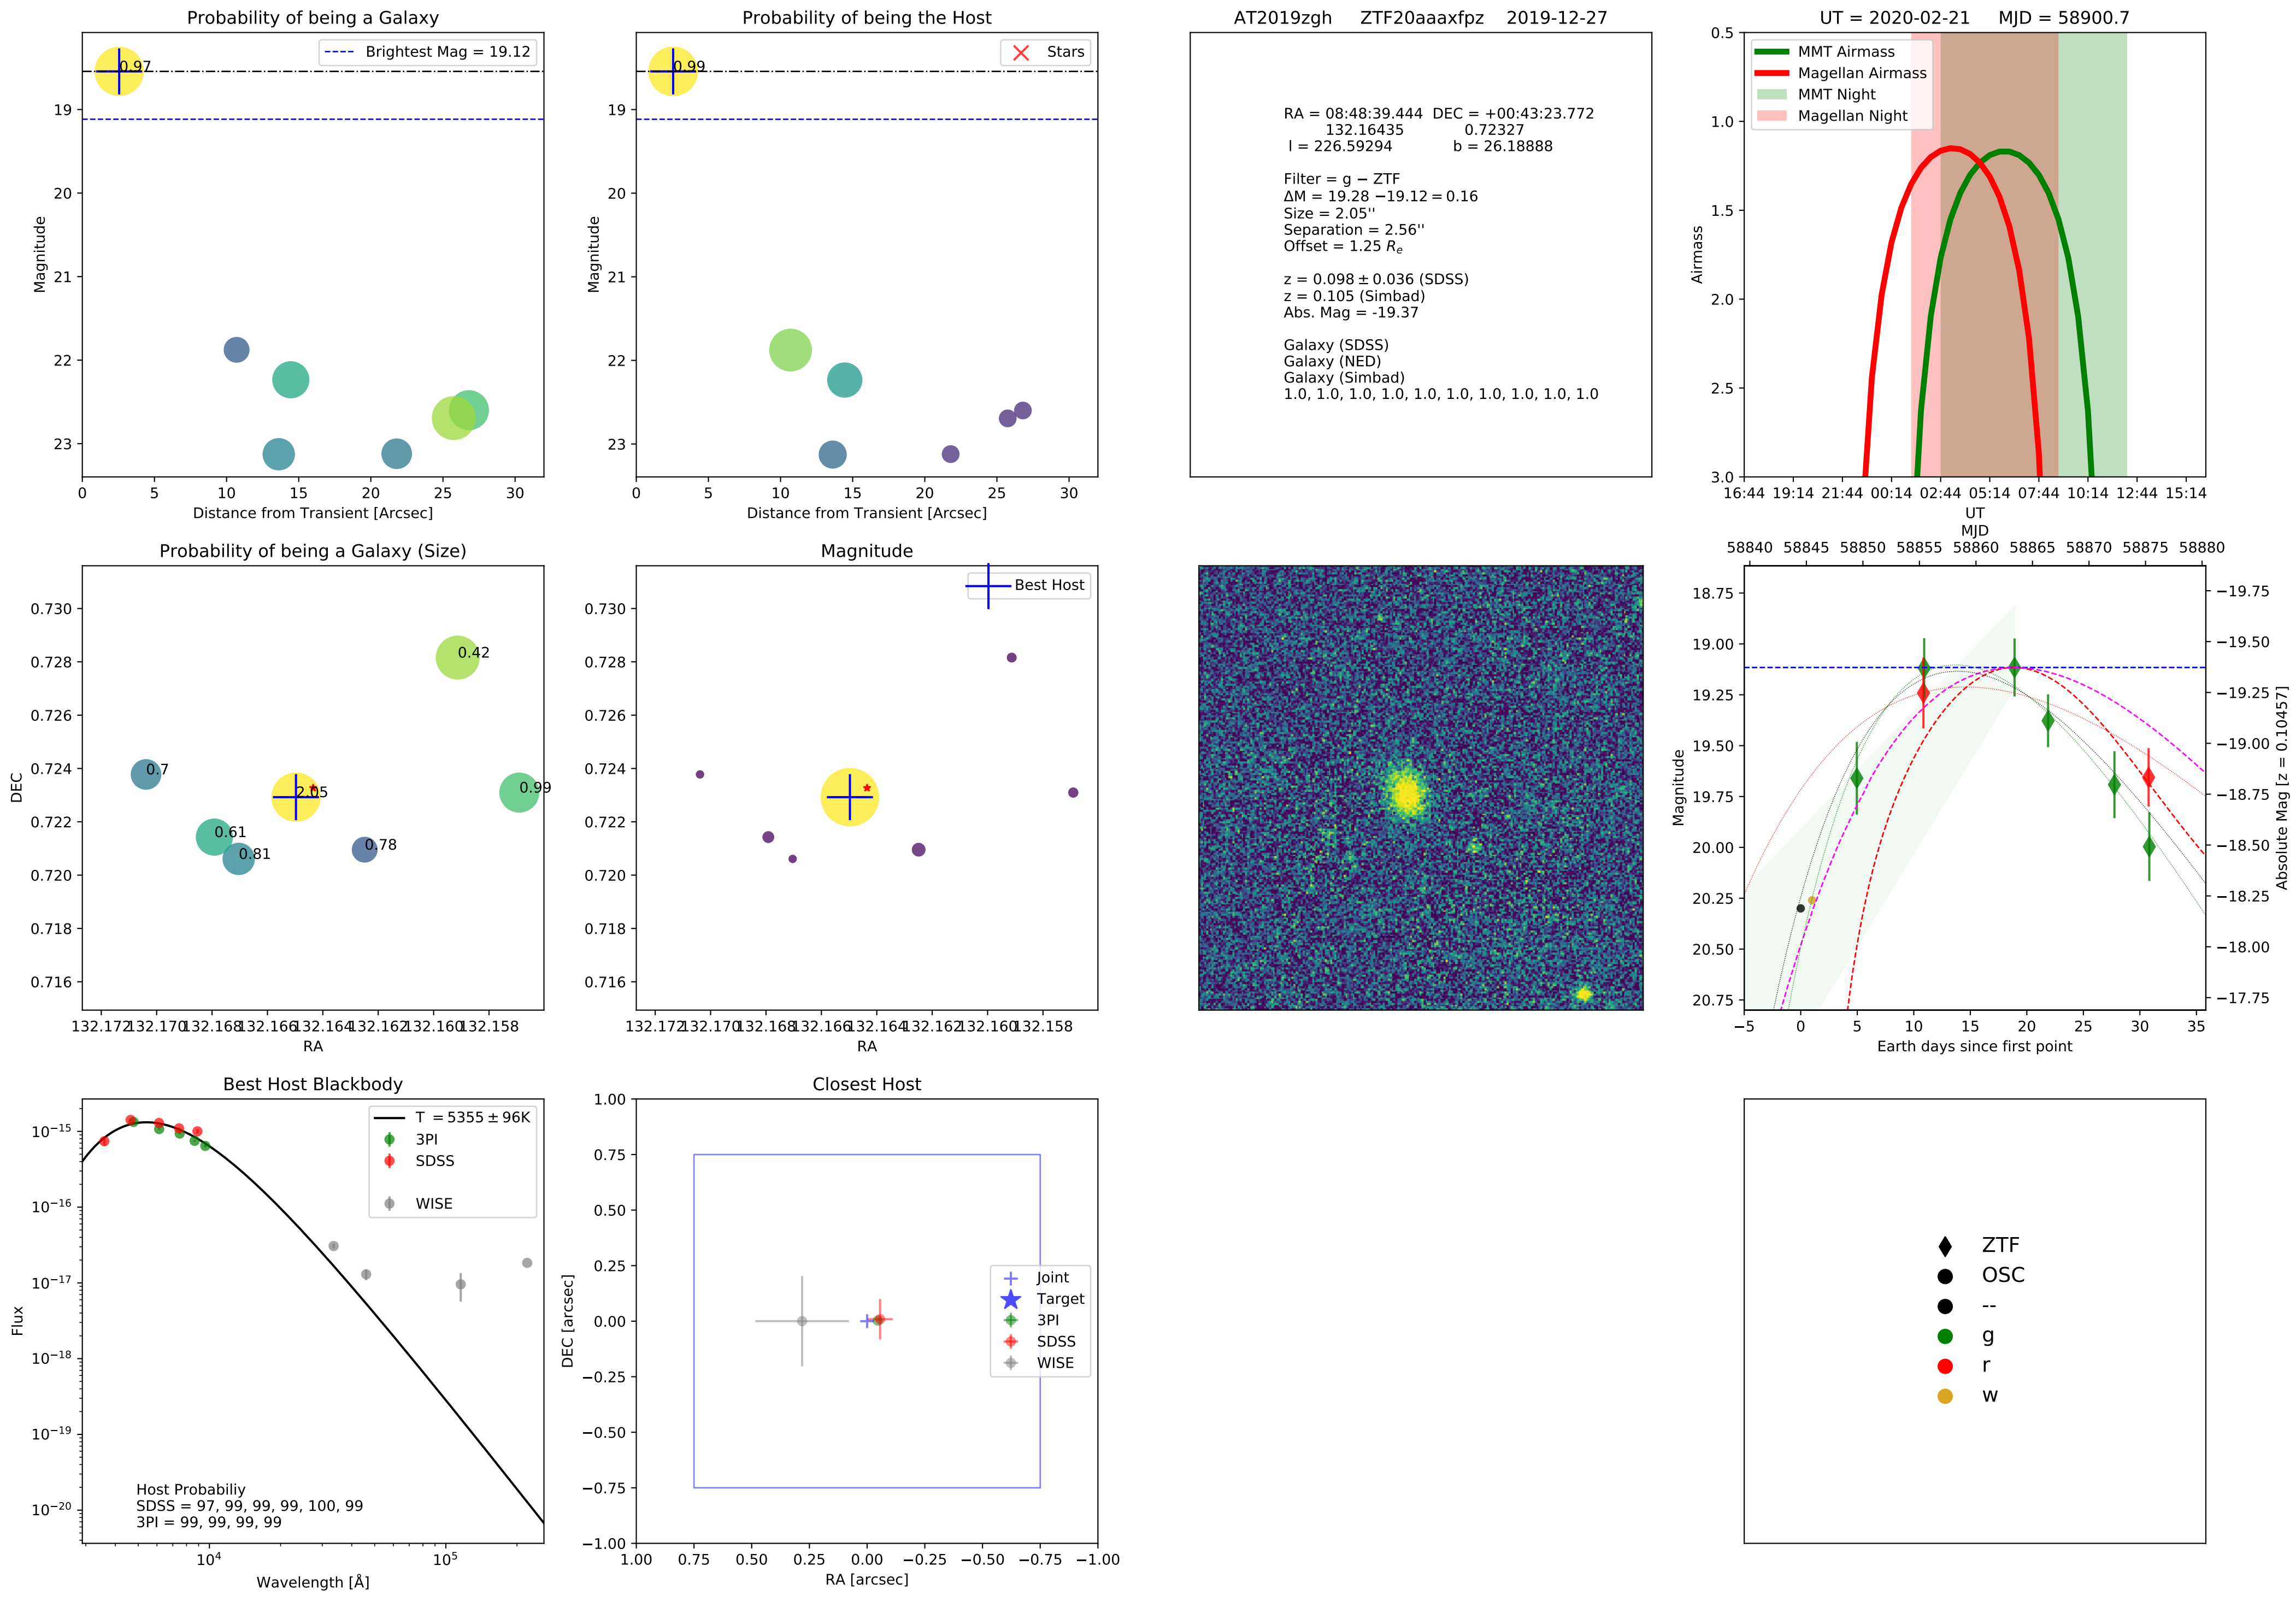 Probability of being a Galaxy
Brightest Mag = 19.12
0.97
19
20
21
22
23
Magnitude
0 5 10 15 20 25 30
Distance from Transient [Arcsec]
Probability of being the Host
Stars
0.99
19
20
21
22
23
Magnitude
0 5 10 15 20 25 30
Distance from Transient [Arcsec]
AT2019zgh ZTF20aaaxfpz 2019-12-27
RA = 08:48:39.444 DEC = +00:43:23.772
132.16435 0.72327
l = 226.59294 b = 26.18888
Filter = g − ZTF
ΔM = 19.28 −19.12 = 0.16
Size = 2.05''
Separation = 2.56''
Offset = 1.25 Re
z = 0.098 ± 0.036 (SDSS)
z = 0.105 (Simbad)
Abs. Mag = -19.37
Galaxy (SDSS)
Galaxy (NED)
Galaxy (Simbad)
1.0, 1.0, 1.0, 1.0, 1.0, 1.0, 1.0, 1.0, 1.0, 1.0
UT = 2020-02-21 MJD = 58900.7
MMT Airmass
Magellan Airmass
MMT Night
Magellan Night
0.5
1.0
1.5
2.0
2.5
3.0
Airmass
16:44 19:14 21:44 00:14 02:44 05:14 07:44 10:14 12:44 15:14
UT
Probability of being a Galaxy (Size)
0.42
0.7
2.05
0.99
0.61
0.81
0.78
0.730
0.728
0.726
0.724
0.722
0.720
0.718
0.716
DEC
132.172 132.170 132.168 132.166 132.164 132.162 132.160 132.158
RA
Magnitude
Best Host
0.730
0.728
0.726
0.724
0.722
0.720
0.718
0.716
132.172 132.170 132.168 132.166 132.164 132.162 132.160 132.158
RA
MJD
58840 58845 58850 58855 58860 58865 58870 58875 58880
18.75
19.00
19.25
19.50
19.75
20.00
20.25
20.50
20.75
Magnitude
−19.75
−19.50
−19.25
−19.00
−18.75
−18.50
−18.25
−18.00
−17.75
Absolute Mag [z = 0.10457]
−5 0 5 10 15 20 25 30 35
Earth days since first point
Best Host Blackbody
T = 5355 ± 96K
3PI
SDSS
WISE
10−15
10−16
10−17
10−18
10−19
10−20
Flux
Host Probabiliy
SDSS = 97, 99, 99, 99, 100, 99
3PI = 99, 99, 99, 99
104 105
Wavelength [Å]
Closest Host
1.00
0.75
0.50
0.25
0.00
−0.25
−0.50
−0.75
−1.00
DEC [arcsec]
Joint
Target
3PI
SDSS
WISE
1.00 0.75 0.50 0.25 0.00 −0.25 −0.50 −0.75 −1.00
RA [arcsec]
ZTF
OSC
--
g
r
w